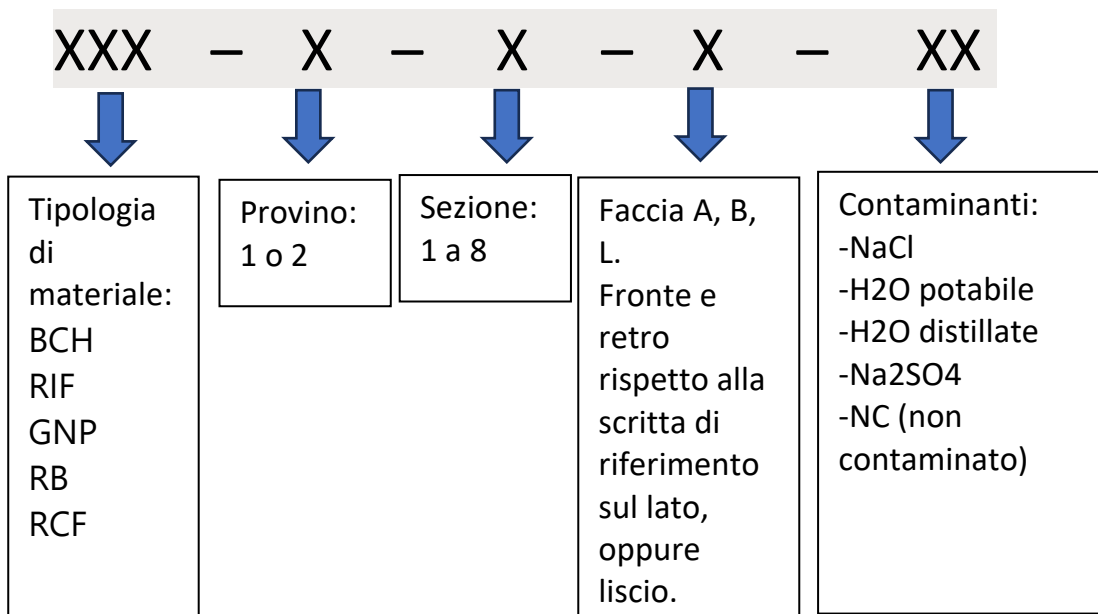 XXX – X – X – X – XX
Tipologia
di
materiale:
BCH
RIF
GNP
RB
RCF
Provino:
1 o 2
Sezione:
1 a 8
Faccia A, B,
L.
Fronte e
retro
rispetto alla
scritta di
riferimento
sul lato,
oppure
liscio.
Contaminanti:
-NaCl
-H2O potabile
-H2O distillate
-Na2SO4
-NC (non
contaminato)